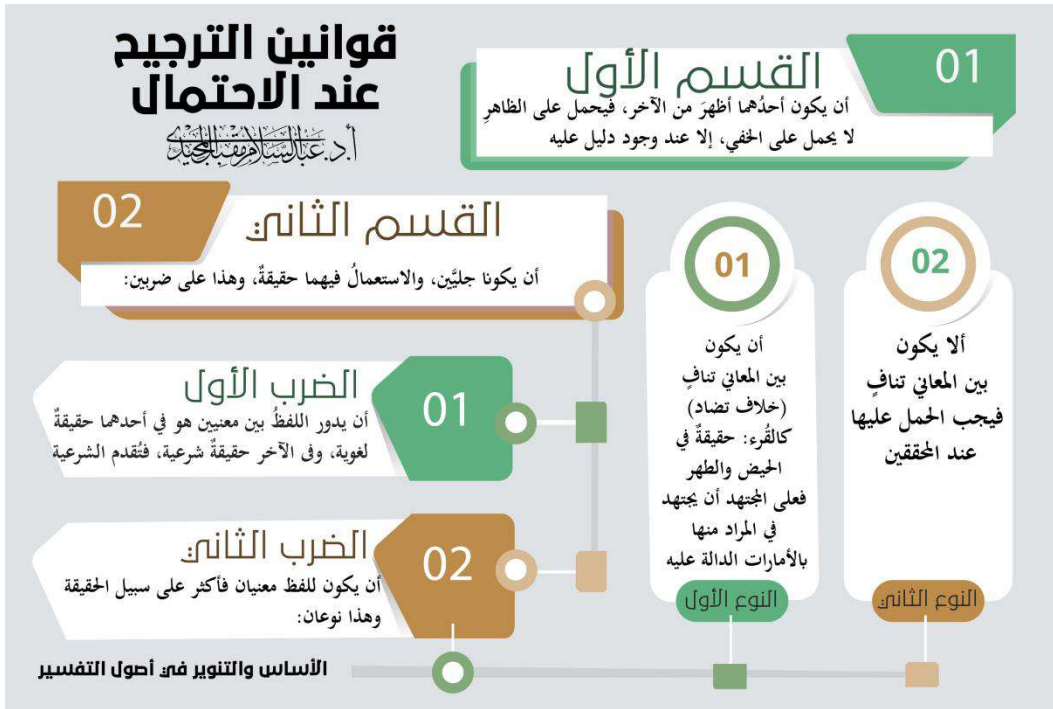 قوانين الترجيح
عند الاحتمال
أ.د. عبدالسلام مقبل المجيدي
01
القسم الأول
أن يكون أحدُهما أظهرَ من الآخر، فيحمل على الظاهرِ
لا يحمل على الخفي، إلا عند وجود دليل عليه
02
القسم الثاني
أن يكونا جليَّين، والاستعمالُ فيهما حقيقةٌ، وهذا على ضربين:
01
الضرب الأول
أن يدور اللفظُ بين معنيين هو في أحدهما حقيقةٌ
لغوية، وفى الآخر حقيقةٌ شرعية، فتُقدم الشرعية
02
الضرب الثاني
أن يكون للفظ معنيان فأكثر على سبيل الحقيقة
وهذا نوعان:
01
أن يكون
بين المعاني تنافٍ
(خلاف تضاد)
كالقُرء: حقيقةٌ في
الحيض والطهر
فعلى المجتهد أن يجتهد
في المراد منها
بالأمارات الدالة عليه
النوع الأول
02
ألا يكون
بين المعاني تنافٍ
فيجب الحمل عليها
عند المحققين
النوع الثاني
الأساس والتنوير في أصول التفسير